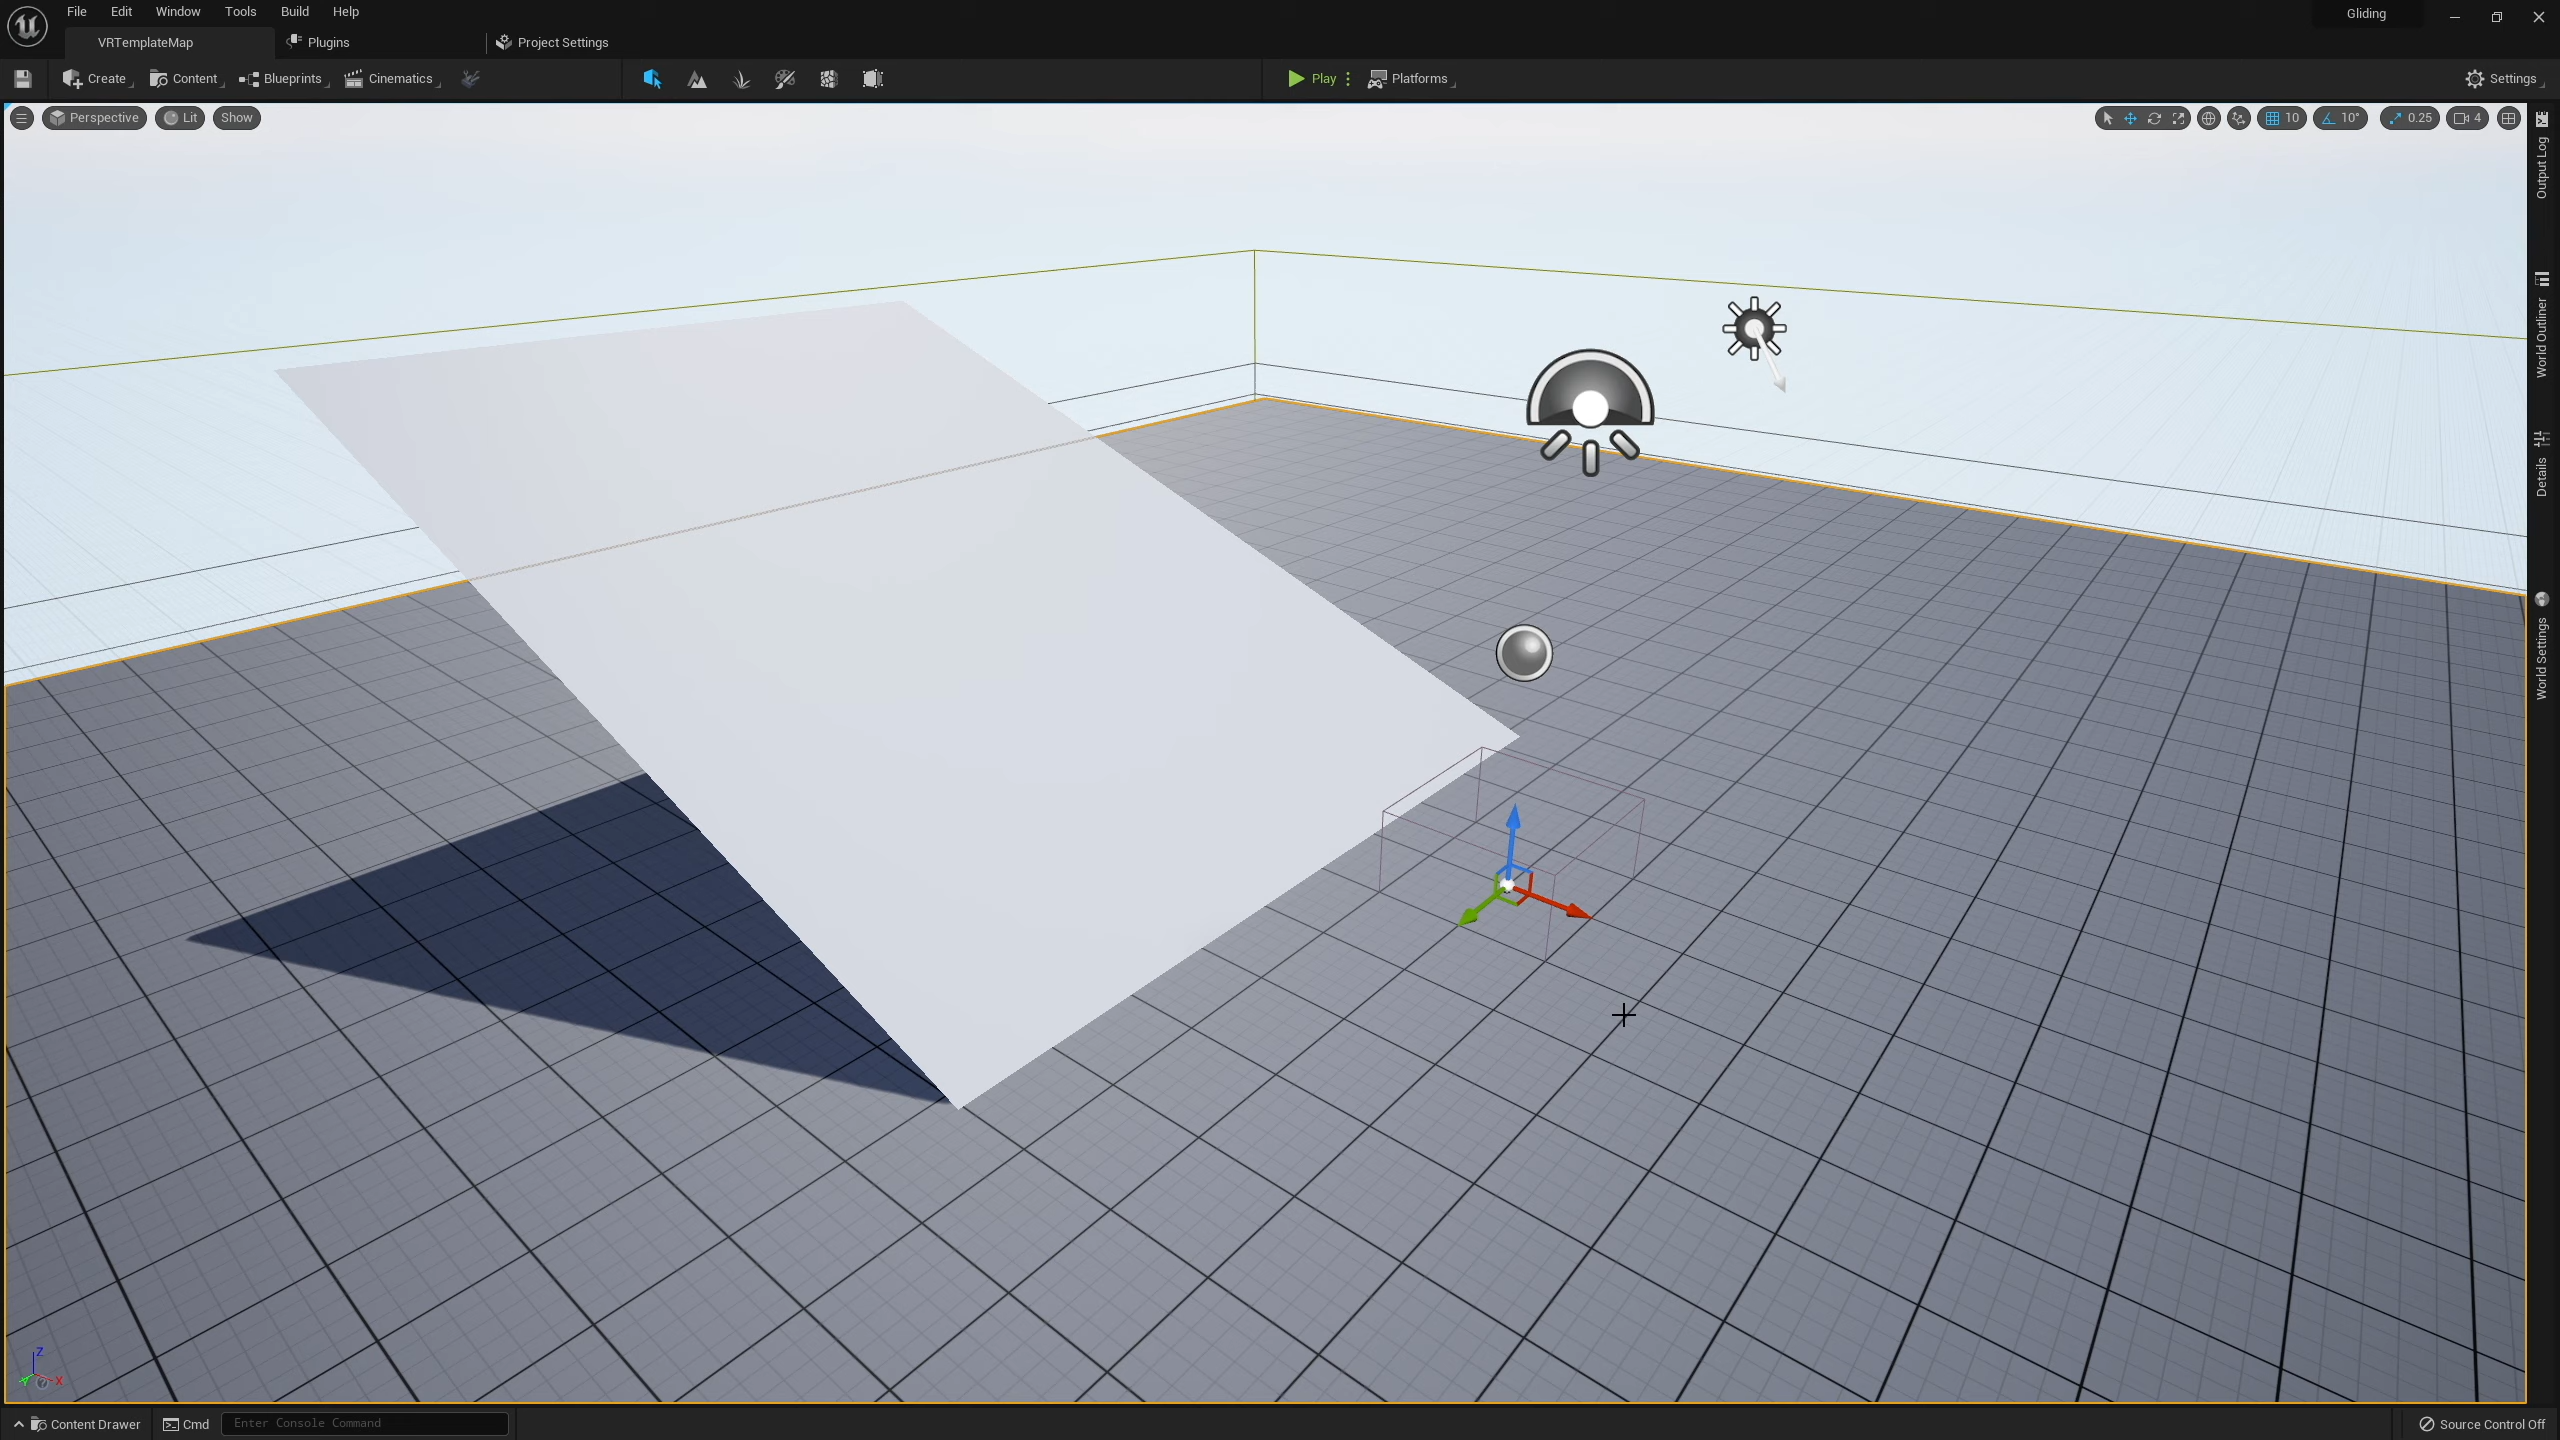 File Edit Window Tools Build Help
Gliding
VRTemplateMap
Plugins
Project Settings
Create
Content
Blueprints
Cinematics
Play
Platforms
Settings
Perspective
Lit
Show
10
10°
0.25
4
Output Log
World Outliner
Details
World Settings
Z
X
Content Drawer
Cmd
Enter Console Command
Source Control Off